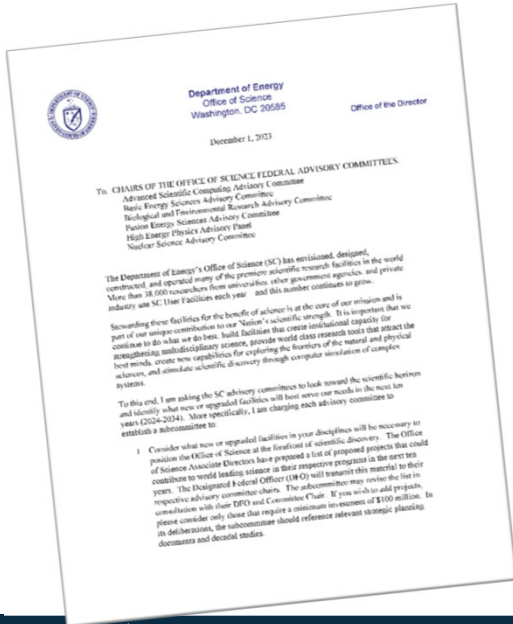 Department of Energy
Office of Science
Washington, DC 20585
Office of the Director
December 1, 2023
To: CHAIRS OF THE OFFICE OF SCIENCE FEDERAL ADVISORY COMMITTEES:
Advanced Scientific Computing Advisory Committee
Basic Energy Sciences Advisory Committee
Biological and Environmental Research Advisory Committee
Fusion Energy Sciences Advisory Committee
High Energy Physics Advisory Panel
Nuclear Science Advisory Committee
The Department of Energy's Office of Science (SC) has envisioned, designed,
constructed, and operated many of the premiere scientific research facilities in the world
More than 38,000 researchers from universities, other government agencies, and private
industry use SC User Facilities each year and this number continues to grow.
Stewarding these facilities for the benefit of science is at the core of our mission and is
part of our unique contribution to our Nation's scientific strength. It is important that we
continue to do what we do best, build facilities that create institutional capacity for
strengthening multidisciplinary science, provide world class research tools that attract the
best minds, create new capabilities for exploring the frontiers of the natural and physical
sciences, and stimulate scientific discovery through computer simulation of complex
systems.
To this end, I am asking the SC advisory committees to look toward the scientific horizon
and identify what new or upgraded facilities will best serve our needs in the next ten
years (2024-2034). More specifically, I am charging each advisory committee to
establish a subcommittee to:
1 Consider what new or upgraded facilities in your disciplines will be necessary to
position the Office of Science at the forefront of scientific discovery. The Office
of Science Associate Directors have prepared a list of proposed projects that could
contribute to world leading science in their respective programs in the next ten
years. The Designated Federal Officer (DFO) will transmit this material to their
respective advisory committee chairs. The subcommittee may revise the list in
consultation with their DFO and Committee Chair. If you wish to add projects,
please consider only those that require a minimum investment of $100 million. In
its deliberations, the subcommittee should reference relevant strategic planning
documents and decadal studies.